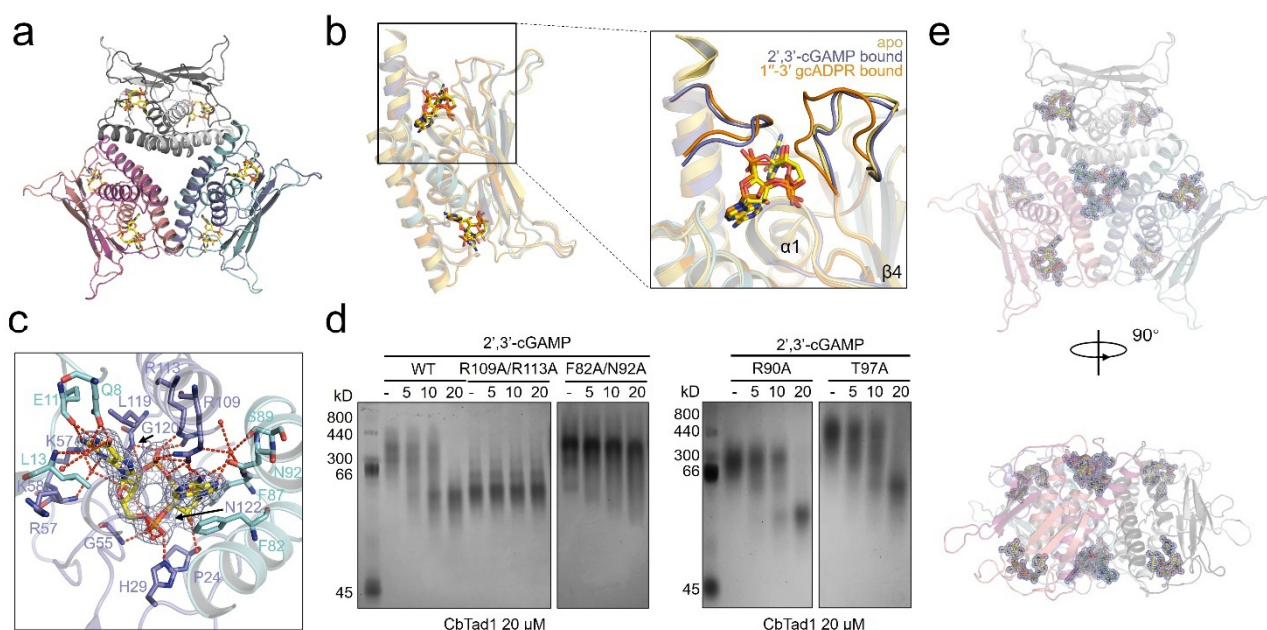 a
b
apo
2',3'-cGAMP bound
1''-3' gcADPR bound
α1
β4
e
90°
c
R113
Q8
E11
L119
R109
G120
S89
K57
L13
N92
F87
R57
N122
G55
F82
P24
H29
d
2',3'-cGAMP
WT R109A/R113A F82A/N92A
kD - 5 10 20 - 5 10 20 - 5 10 20
800
440
300
66
45
CbTad1 20 μM
2',3'-cGAMP
R90A T97A
kD - 5 10 20 - 5 10 20
800
440
300
66
45
CbTad1 20 μM